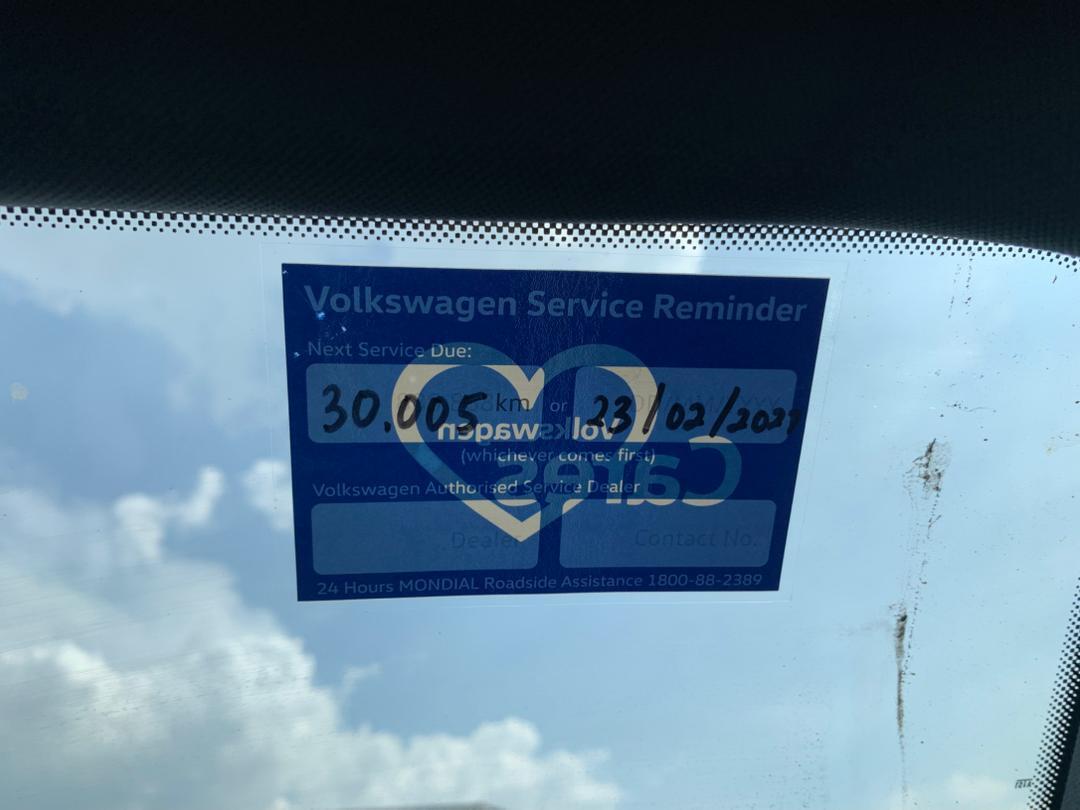 Volkswagen Service Reminder
Next Service Due:
30.005 km or 23/02/2027
(whichever comes first)
Volkswagen Cares
Volkswagen Authorised Service Dealer
Dealer Contact No.
24 Hours MONDIAL Roadside Assistance 1800-88-2389